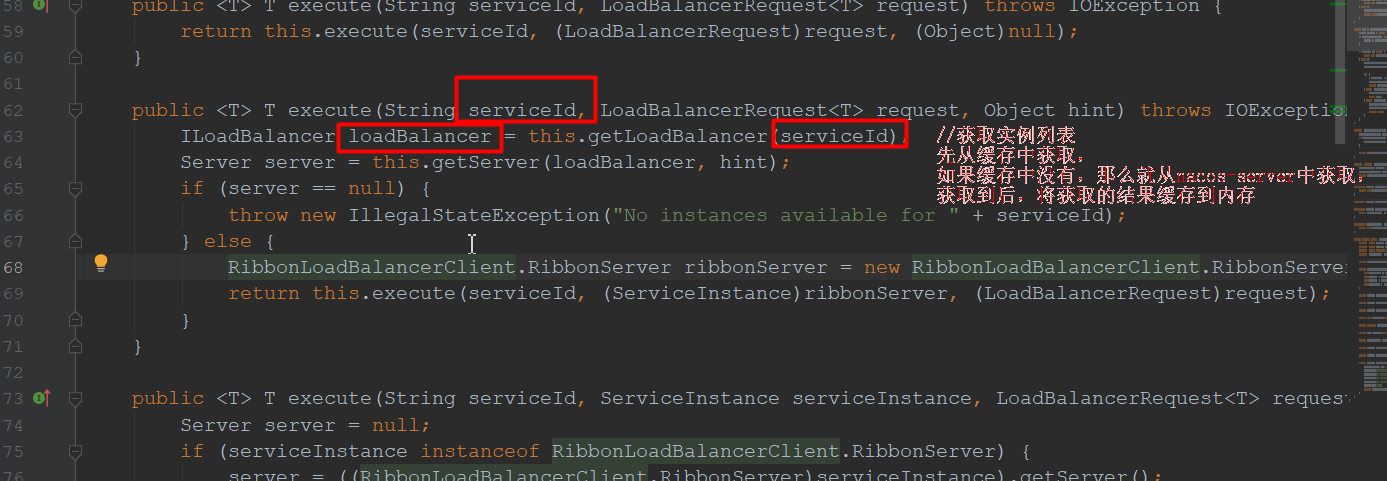 58 public <T> T execute(String serviceId, LoadBalancerRequest<T> request) throws IOException {
59 return this.execute(serviceId, (LoadBalancerRequest)request, (Object)null);
60 }
61
62 public <T> T execute(String serviceId, LoadBalancerRequest<T> request, Object hint) throws IOException
63 ILoadBalancer loadBalancer = this.getLoadBalancer(serviceId); //获取实例列表
先从缓存中获取，
64 Server server = this.getServer(loadBalancer, hint);
如果缓存中没有，那么就从nacos-server中获取，
65 if (server == null) {
获取到后，将获取的结果缓存到内存
66 throw new IllegalStateException("No instances available for " + serviceId);
67 } else {
68 RibbonLoadBalancerClient.RibbonServer ribbonServer = new RibbonLoadBalancerClient.RibbonServe
69 return this.execute(serviceId, (ServiceInstance)ribbonServer, (LoadBalancerRequest)request);
70 }
71 }
72
73 public <T> T execute(String serviceId, ServiceInstance serviceInstance, LoadBalancerRequest<T> reques
74 Server server = null;
75 if (serviceInstance instanceof RibbonLoadBalancerClient.RibbonServer) {
76 server = ((RibbonLoadBalancerClient.RibbonServer)serviceInstance).getServer();